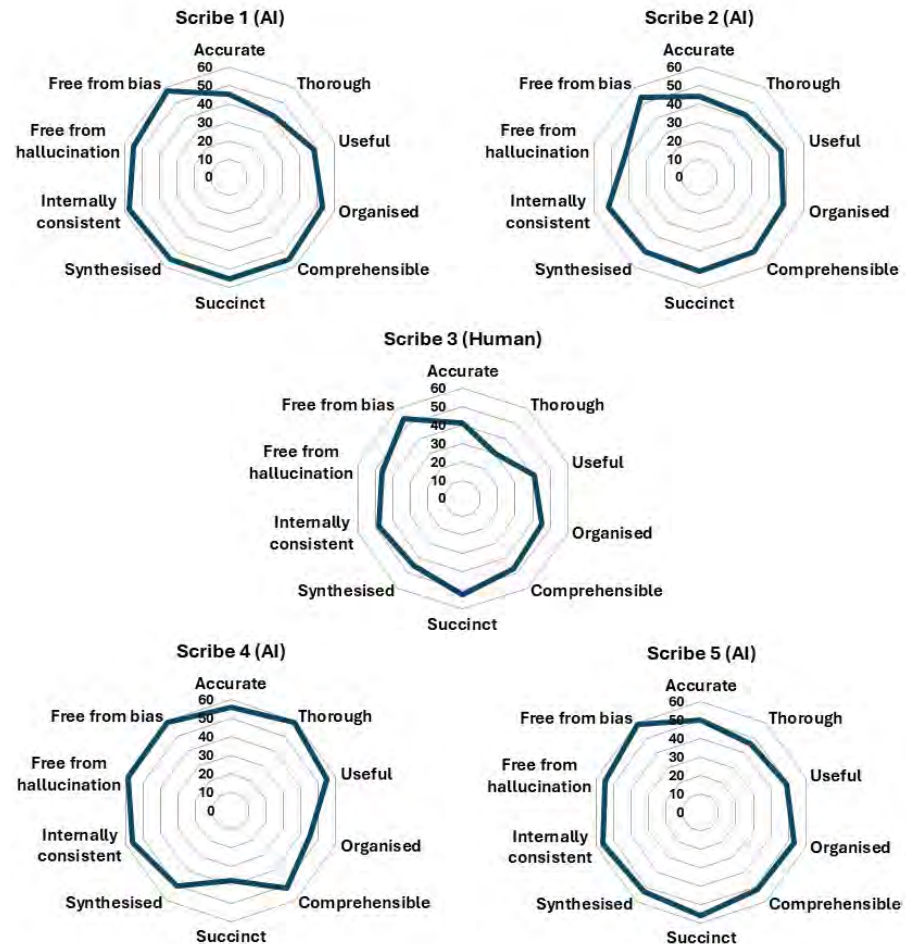 Scribe 1 (AI)
Accurate
Free from bias
Thorough
Free from
hallucination
Useful
Internally
consistent
Organised
Synthesised
Comprehensible
Succinct
60
50
40
30
20
10
0
Scribe 2 (AI)
Accurate
Free from bias
Thorough
Free from
hallucination
Useful
Internally
consistent
Organised
Synthesised
Comprehensible
Succinct
60
50
40
30
20
10
0
Scribe 3 (Human)
Accurate
Free from bias
Thorough
Free from
hallucination
Useful
Internally
consistent
Organised
Synthesised
Comprehensible
Succinct
60
50
40
30
20
10
0
Scribe 4 (AI)
Accurate
Free from bias
Thorough
Free from
hallucination
Useful
Internally
consistent
Organised
Synthesised
Comprehensible
Succinct
60
50
40
30
20
10
0
Scribe 5 (AI)
Accurate
Free from bias
Thorough
Free from
hallucination
Useful
Internally
consistent
Organised
Synthesised
Comprehensible
Succinct
60
50
40
30
20
10
0